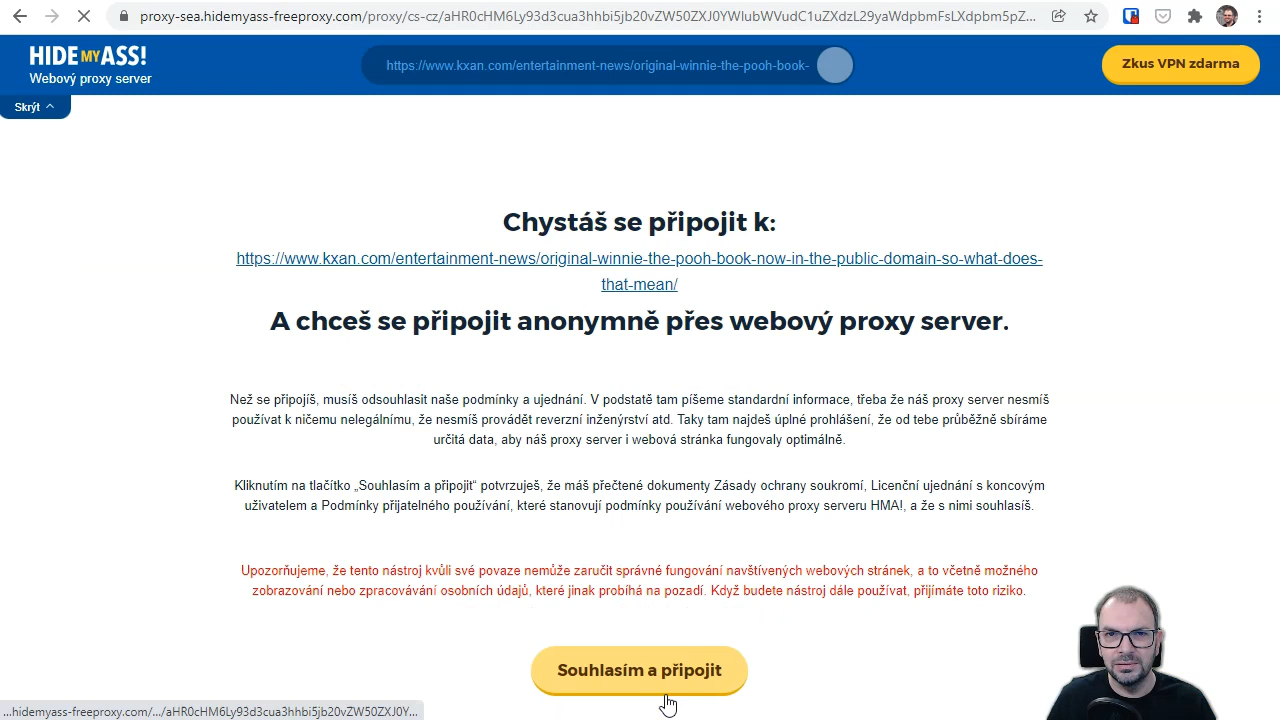 proxy-sea.hidemyass-freeproxy.com/proxy/cs-cz/aHR0cHM6Ly93d3cua3hhbi5jb20vZW50ZXJ0YWlubWVudC1uZXdzL29yaWdpbmFsLXdpbm5pZ...
HIDE MY ASS!
Webový proxy server
https://www.kxan.com/entertainment-news/original-winnie-the-pooh-book-
Zkus VPN zdarma
Skrýt
Chystáš se připojit k:
https://www.kxan.com/entertainment-news/original-winnie-the-pooh-book-now-in-the-public-domain-so-what-does-
that-mean/
A chceš se připojit anonymně přes webový proxy server.
Než se připojíš, musíš odsouhlasit naše podmínky a ujednání. V podstatě tam píšeme standardní informace, třeba že náš proxy server nesmíš
používat k ničemu nelegálnímu, že nesmíš provádět reverzní inženýrství atd. Taky tam najdeš úplné prohlášení, že od tebe průběžně sbíráme
určitá data, aby náš proxy server i webová stránka fungovaly optimálně.
Kliknutím na tlačítko „Souhlasím a připojit“ potvrzuješ, že máš přečtené dokumenty Zásady ochrany soukromí, Licenční ujednání s koncovým
uživatelem a Podmínky přijatelného používání, které stanovují podmínky používání webového proxy serveru HMA!, a že s nimi souhlasíš.
Upozorňujeme, že tento nástroj kvůli své povaze nemůže zaručit správné fungování navštívených webových stránek, a to včetně možného
zobrazování nebo zpracovávání osobních údajů, které jinak probíhá na pozadí. Když budete nástroj dále používat, přijímáte toto riziko.
Souhlasím a připojit
...hidemyass-freeproxy.com/.../aHR0cHM6Ly93d3cua3hhbi5jb20vZW50ZXJ0Y...